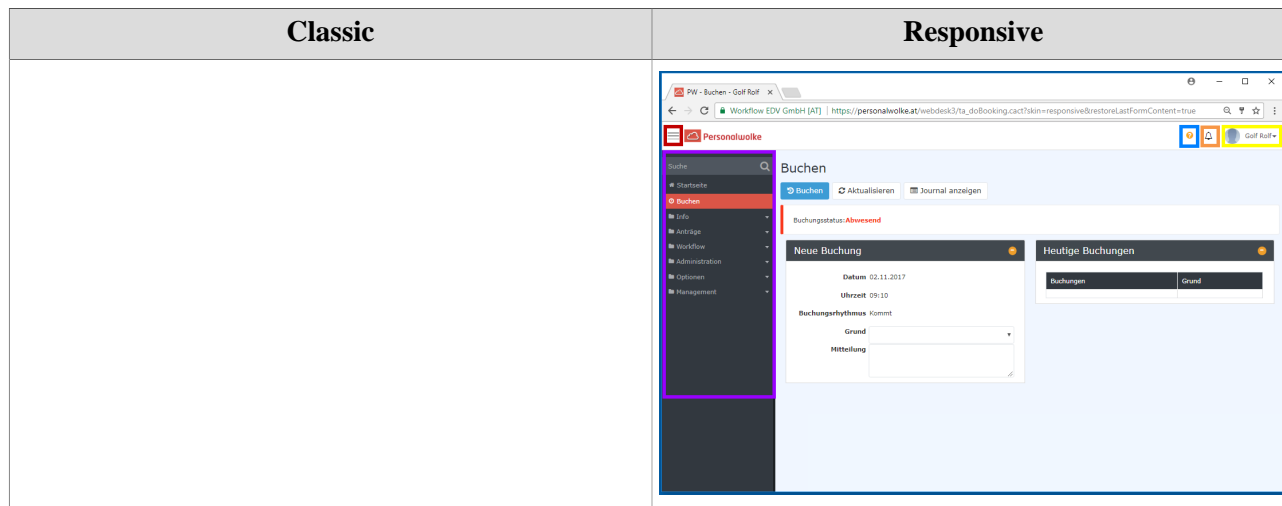 Classic Responsive
PW - Buchen - Golf Rolf
Workflow EDV GmbH [AT] | https://personalwolke.at/webdesk3/ta_doBooking.cact?skin=responsive&restoreLastFormContent=true
Personalwolke Golf Rolf
Suche
Startseite
Buchen
Info
Anträge
Workflow
Administration
Optionen
Management
Buchen
Buchen Aktualisieren Journal anzeigen
Buchungsstatus:Abwesend
Neue Buchung
Datum 02.11.2017
Uhrzeit 09:10
Buchungsrhythmus Kommt
Grund
Mitteilung
Heutige Buchungen
Buchungen Grund